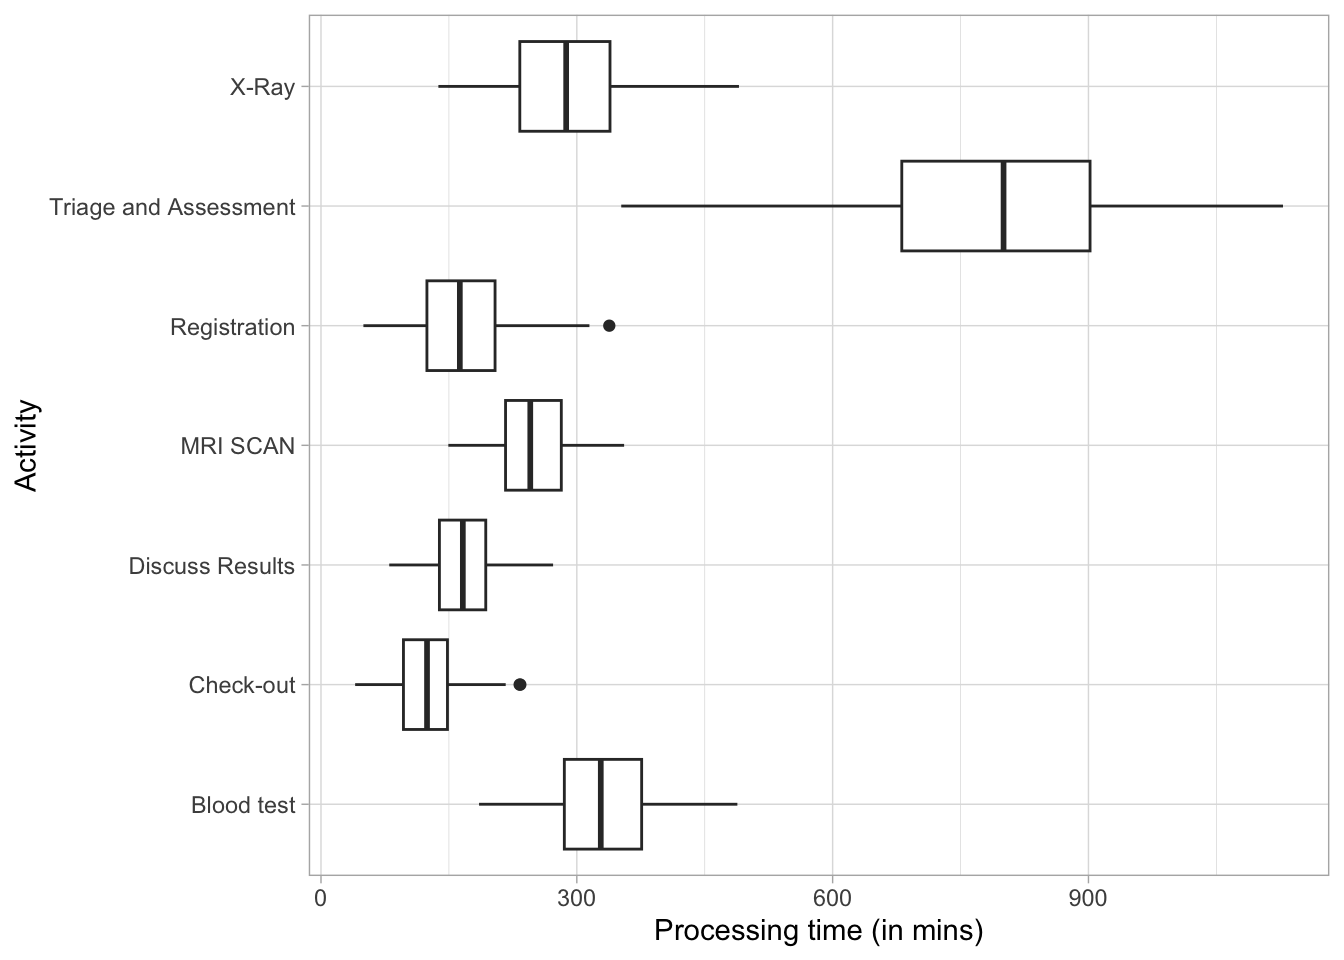 X-Ray
Triage and Assessment
Registration
MRI SCAN
Discuss Results
Check-out
Blood test
Activity
0 300 600 900
Processing time (in mins)